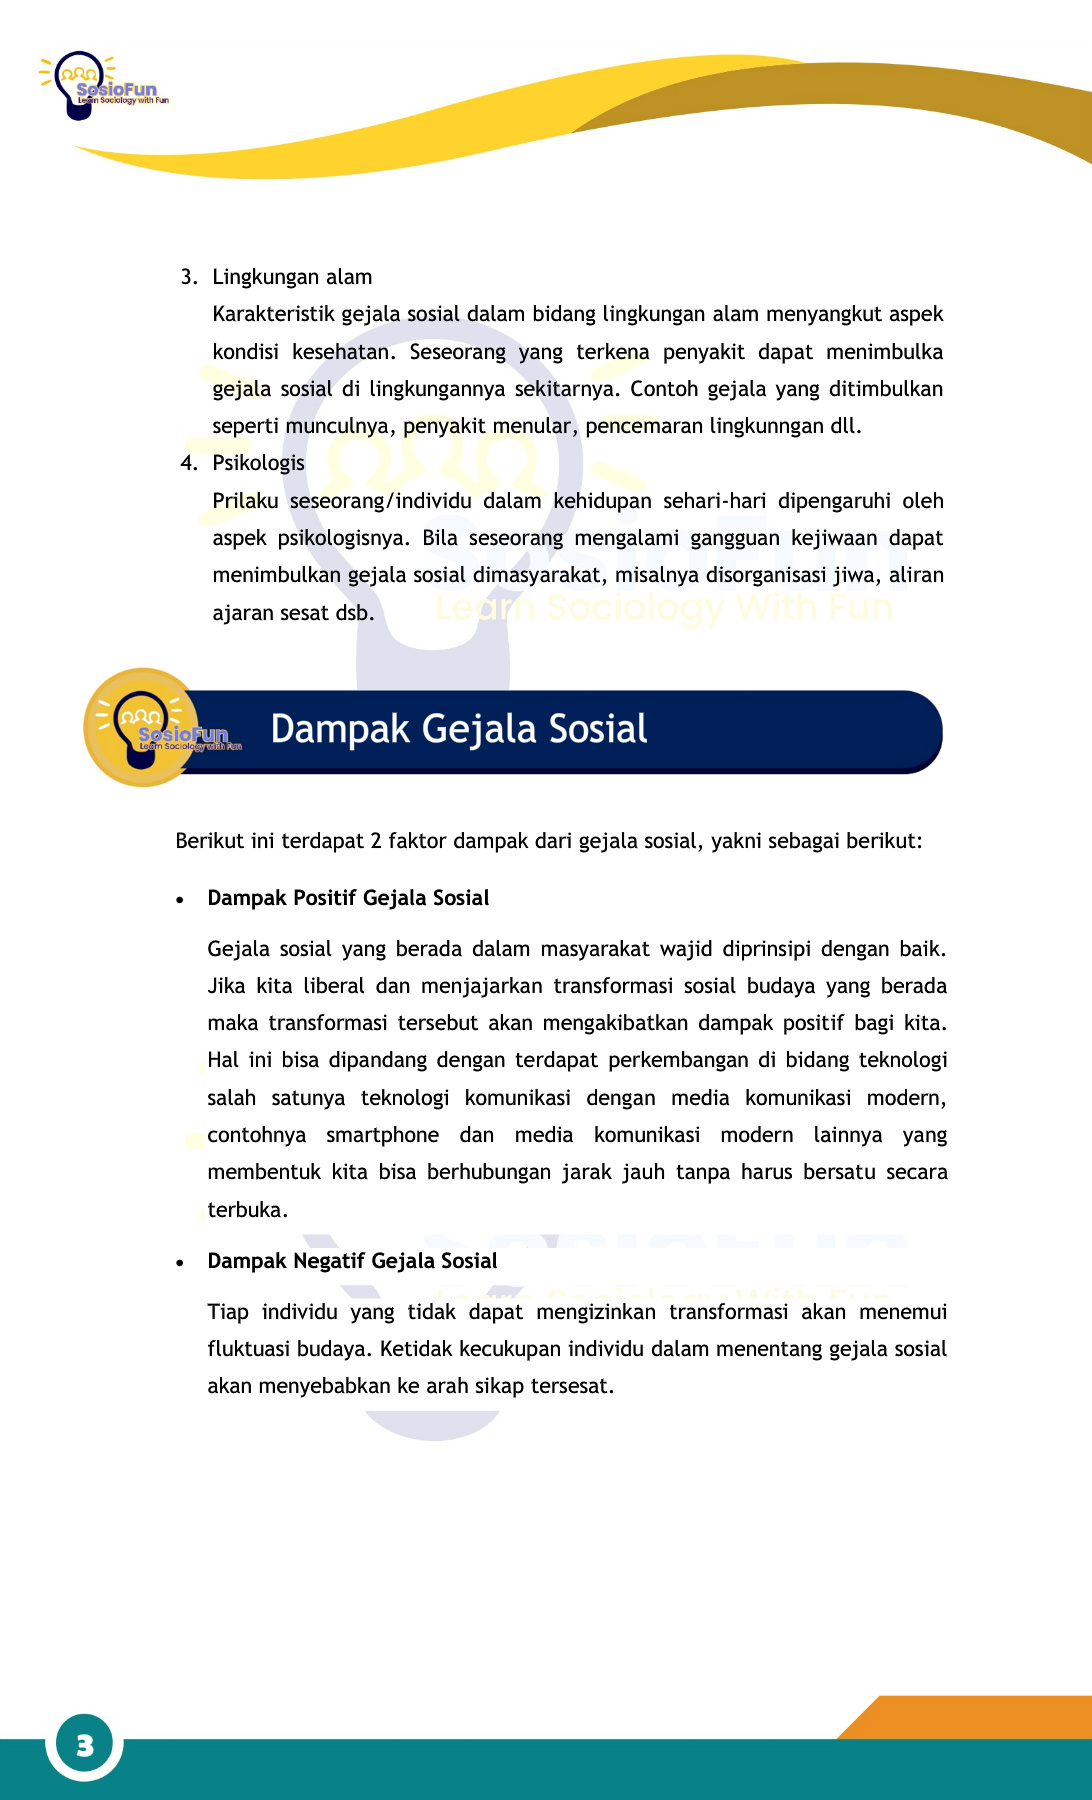 SosioFun
Learn Sociology with Fun
3. Lingkungan alam
Karakteristik gejala sosial dalam bidang lingkungan alam menyangkut aspek
kondisi kesehatan. Seseorang yang terkena penyakit dapat menimbulka
gejala sosial di lingkungannya sekitarnya. Contoh gejala yang ditimbulkan
seperti munculnya, penyakit menular, pencemaran lingkunngan dll.
4. Psikologis
Prilaku seseorang/individu dalam kehidupan sehari-hari dipengaruhi oleh
aspek psikologisnya. Bila seseorang mengalami gangguan kejiwaan dapat
menimbulkan gejala sosial dimasyarakat, misalnya disorganisasi jiwa, aliran
ajaran sesat dsb.
SosioFun
Learn Sociology With Fun
SosioFun
Learn Sociology with Fun
Dampak Gejala Sosial
Berikut ini terdapat 2 faktor dampak dari gejala sosial, yakni sebagai berikut:
• Dampak Positif Gejala Sosial
Gejala sosial yang berada dalam masyarakat wajid diprinsipi dengan baik.
Jika kita liberal dan menjajarkan transformasi sosial budaya yang berada
maka transformasi tersebut akan mengakibatkan dampak positif bagi kita.
Hal ini bisa dipandang dengan terdapat perkembangan di bidang teknologi
salah satunya teknologi komunikasi dengan media komunikasi modern,
contohnya smartphone dan media komunikasi modern lainnya yang
membentuk kita bisa berhubungan jarak jauh tanpa harus bersatu secara
terbuka.
• Dampak Negatif Gejala Sosial
Tiap individu yang tidak dapat mengizinkan transformasi akan menemui
fluktuasi budaya. Ketidak kecukupan individu dalam menentang gejala sosial
akan menyebabkan ke arah sikap tersesat.
3